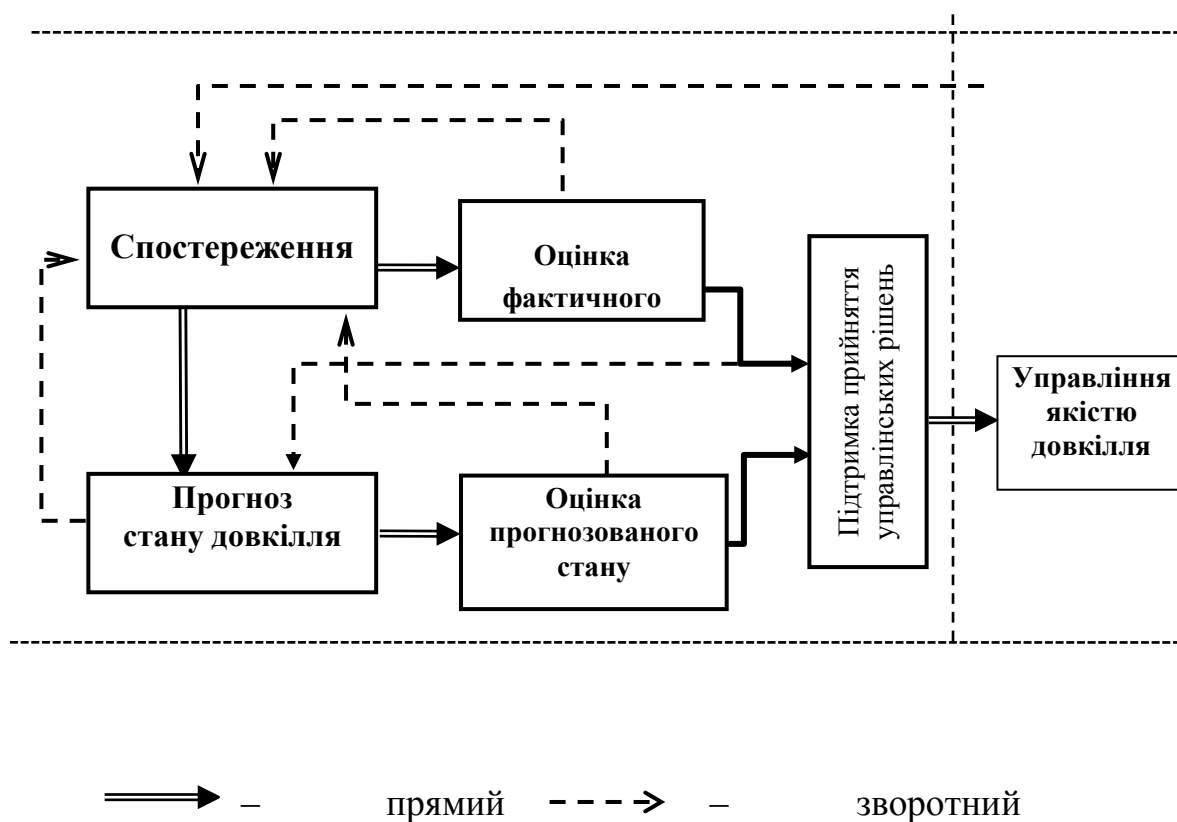 Спостереження
Оцінка
фактичного
Підтримка прийняття
управлінських рішень
Управління
якістю
довкілля
Прогноз
стану довкілля
Оцінка
прогнозованого
стану
– прямий – зворотний